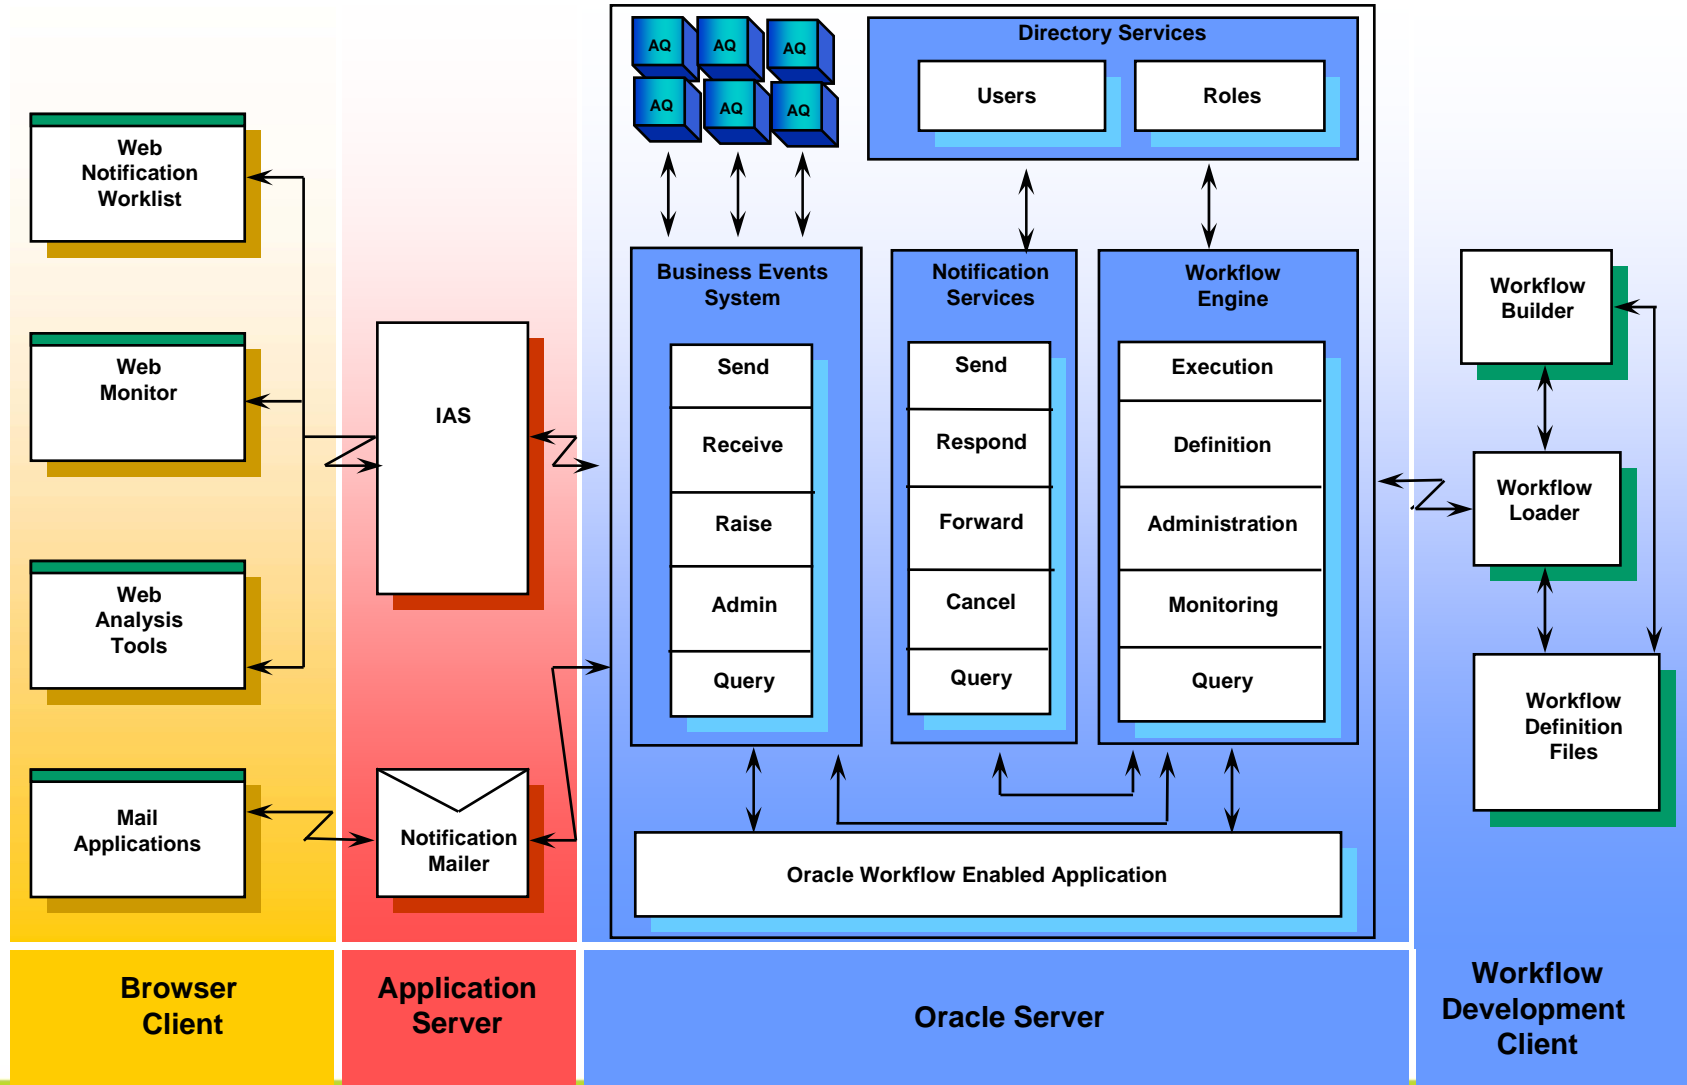 AQ
AQ
AQ
AQ
AQ
AQ
Directory Services
Users
Roles
Web
Notification
Worklist
Web
Monitor
Web
Analysis
Tools
Mail
Applications
IAS
Notification
Mailer
Business Events
System
Send
Receive
Raise
Admin
Query
Notification
Services
Send
Respond
Forward
Cancel
Query
Workflow
Engine
Execution
Definition
Administration
Monitoring
Query
Oracle Workflow Enabled Application
Workflow
Builder
Workflow
Loader
Workflow
Definition
Files
Browser
Client
Application
Server
Oracle Server
Workflow
Development
Client